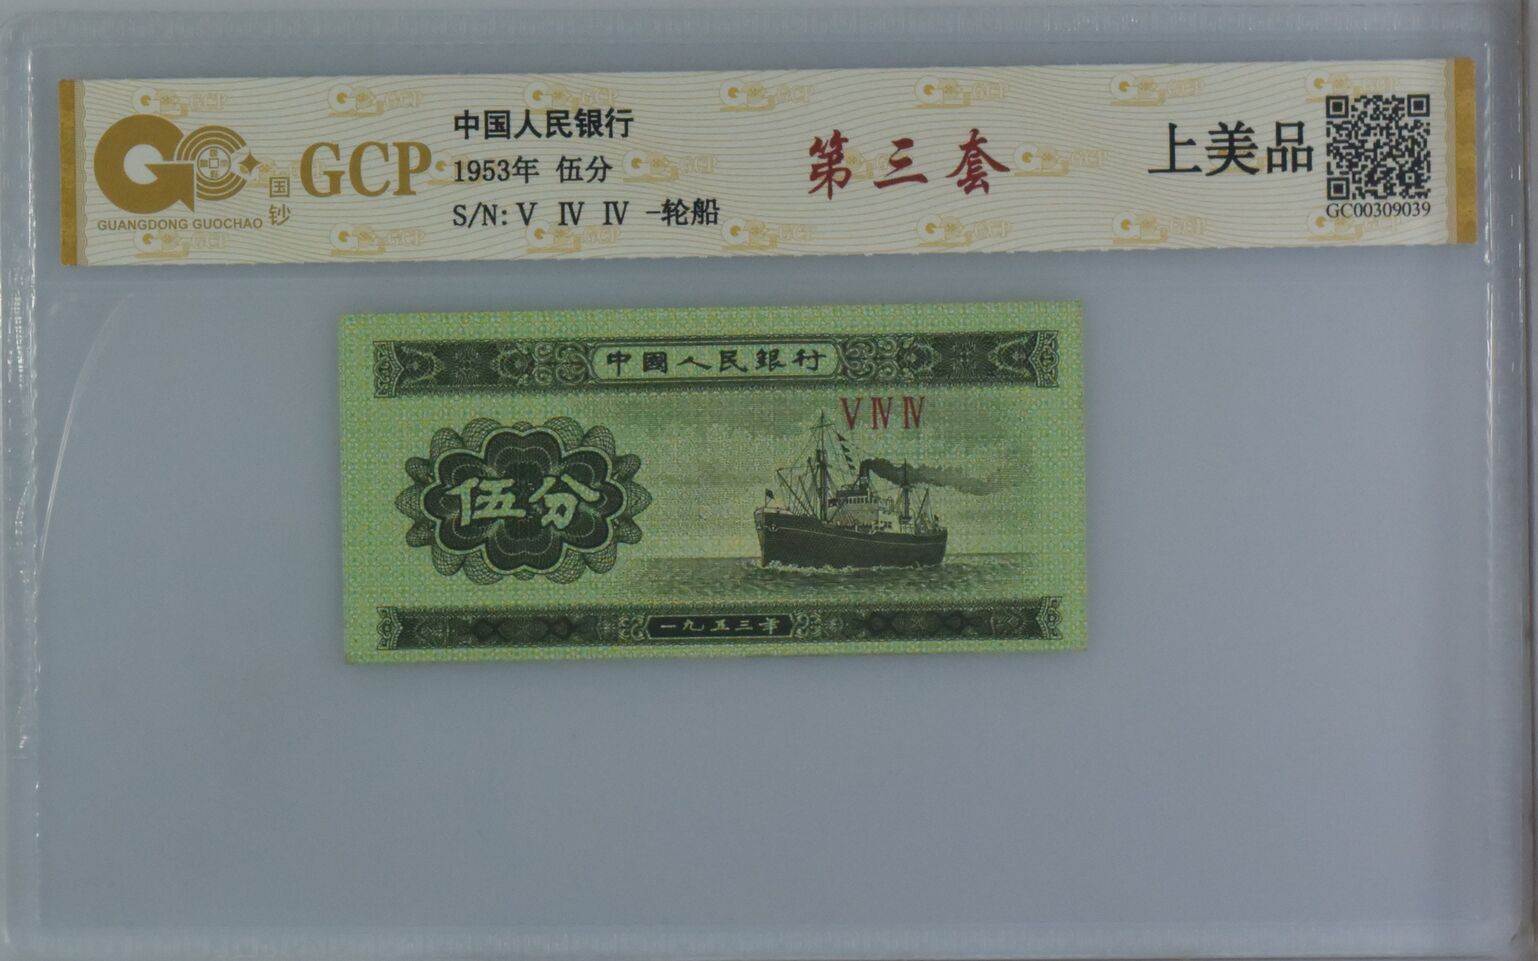 GUANGDONG GUOCHAO
国钞
GCP
中国人民银行
1953年 伍分
S/N: Ⅴ Ⅳ Ⅳ -轮船
第三套
上美品
GC00309039
中國人民銀行
ⅤⅣⅣ
伍分
一九五三年